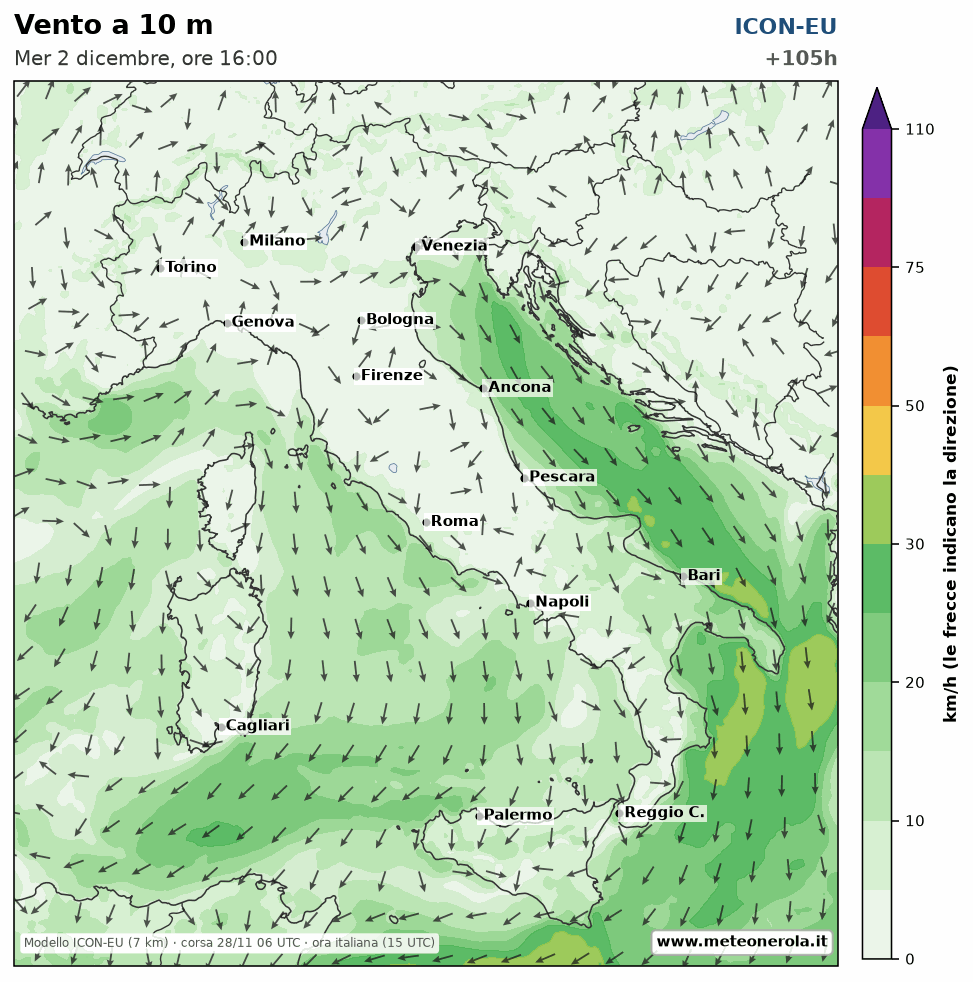 Vento a 10 m
ICON-EU
Mer 2 dicembre, ore 16:00
+105h
Milano
Venezia
Torino
Genova
Bologna
Firenze
Ancona
Pescara
Roma
Bari
Napoli
Cagliari
Palermo
Reggio C.
110
75
50
30
20
10
0
km/h (le frecce indicano la direzione)
Modello ICON-EU (7 km) · corsa 28/11 06 UTC · ora italiana (15 UTC)
www.meteonerola.it